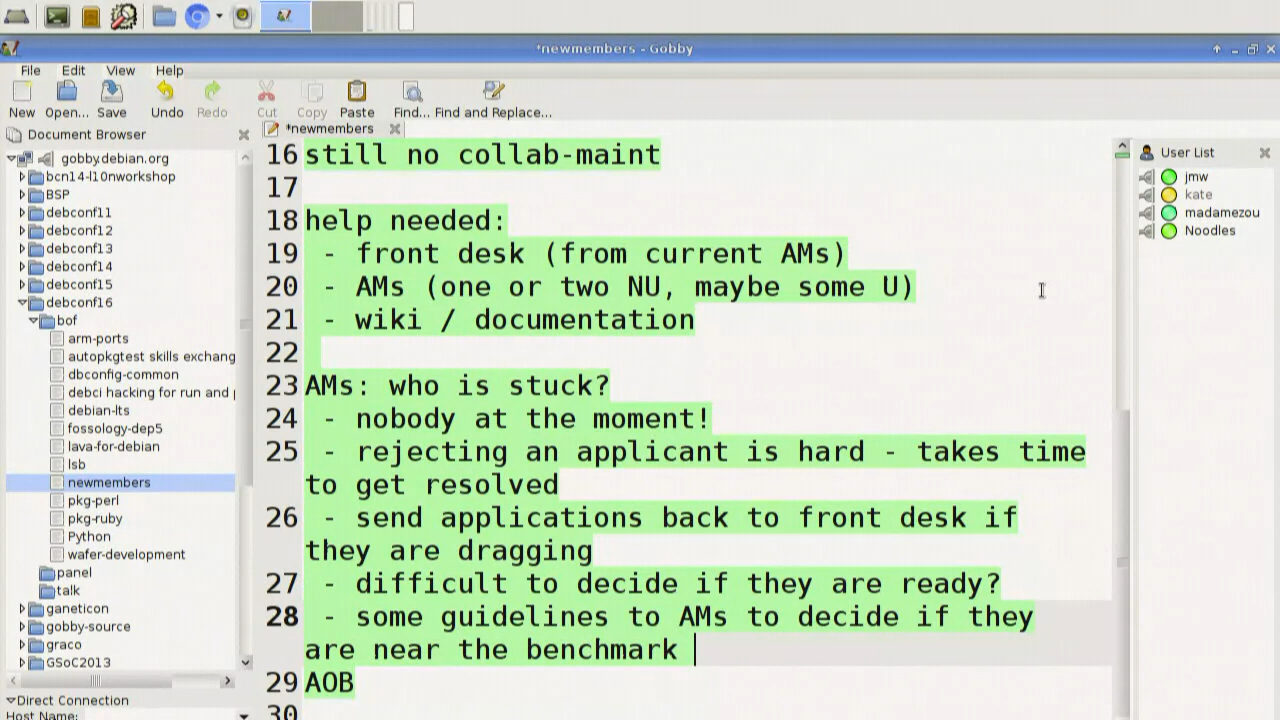 *newmembers - Gobby
File Edit View Help
New Open... Save Undo Redo Cut Copy Paste Find... Find and Replace...
Document Browser
*newmembers
User List
gobby.debian.org
bcn14-l10nworkshop
BSP
debconf11
debconf12
debconf13
debconf14
debconf15
debconf16
bof
arm-ports
autopkgtest skills exchang
dbconfig-common
debci hacking for run and
debian-lts
fossology-dep5
lava-for-debian
lsb
newmembers
pkg-perl
pkg-ruby
Python
wafer-development
panel
talk
ganeticon
gobby-source
graco
GSoC2013
Direct Connection
Host Name:
16 still no collab-maint
17
18 help needed:
19 - front desk (from current AMs)
20 - AMs (one or two NU, maybe some U)
21 - wiki / documentation
22
23 AMs: who is stuck?
24 - nobody at the moment!
25 - rejecting an applicant is hard - takes time
to get resolved
26 - send applications back to front desk if
they are dragging
27 - difficult to decide if they are ready?
28 - some guidelines to AMs to decide if they
are near the benchmark
29 AOB
30
jmw
kate
madamezou
Noodles